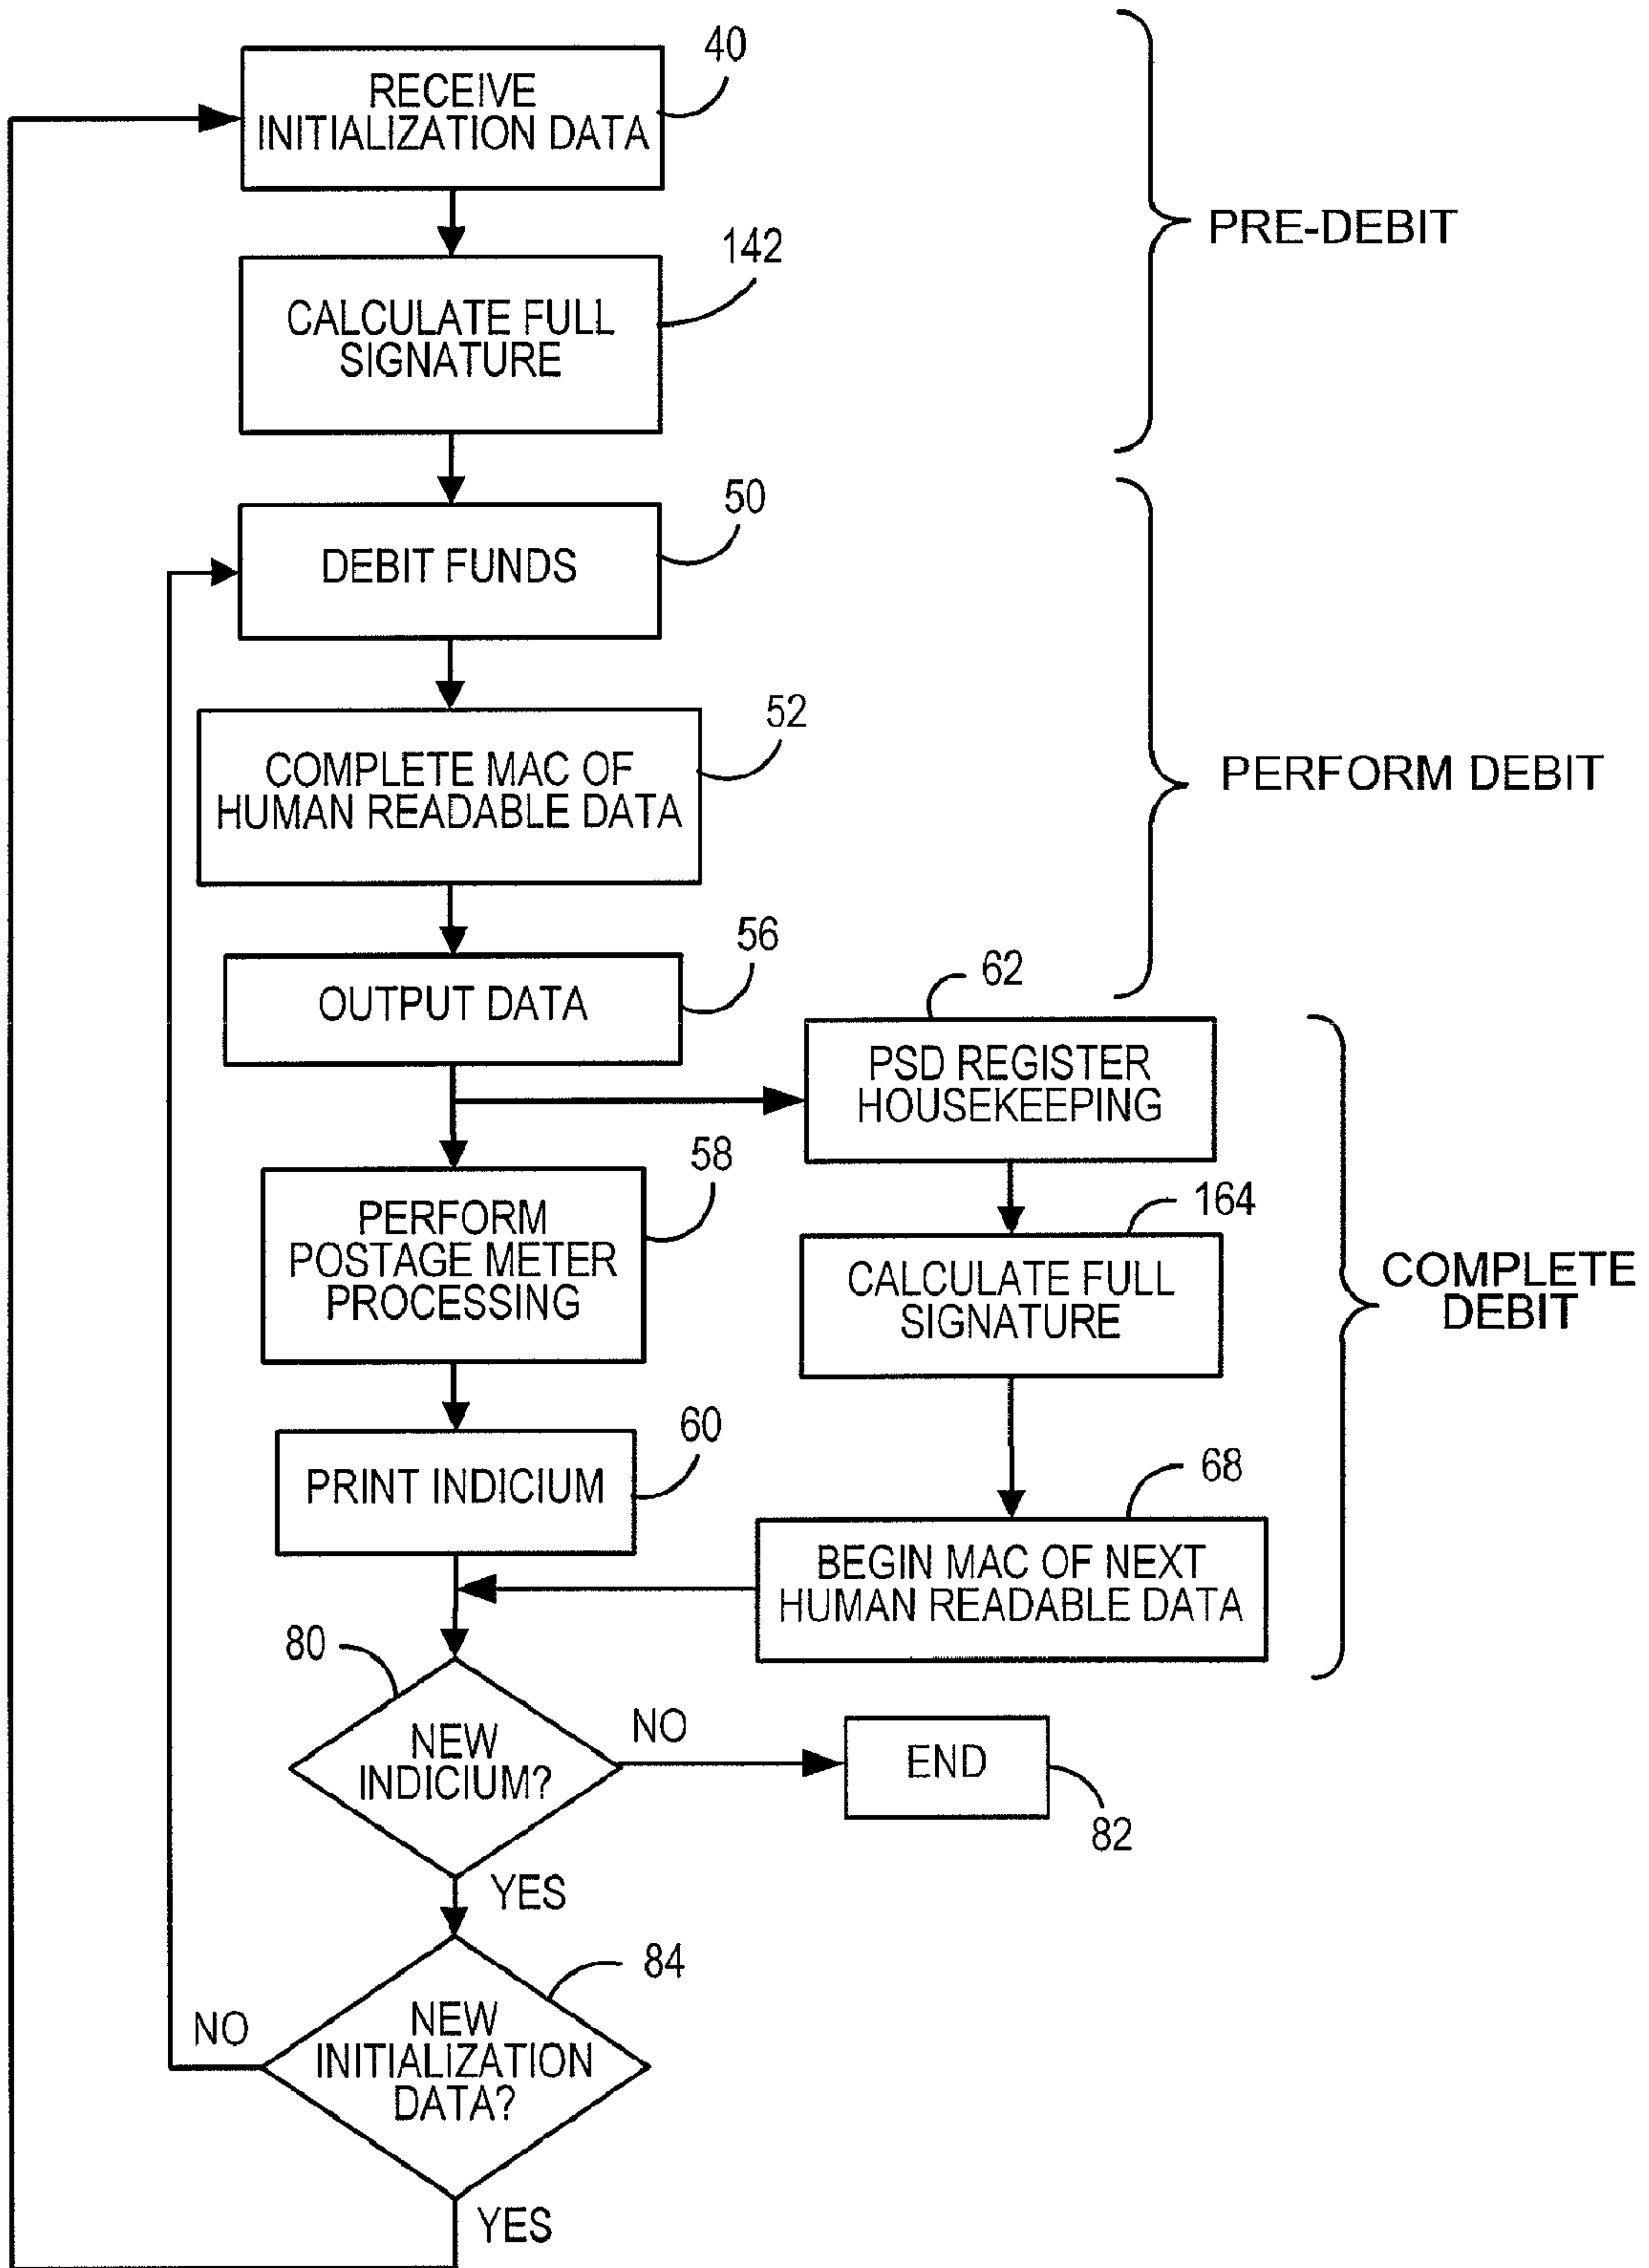 40
RECEIVE
INITIALIZATION DATA
PRE-DEBIT
142
CALCULATE FULL
SIGNATURE
50
DEBIT FUNDS
52
COMPLETE MAC OF
HUMAN READABLE DATA
PERFORM DEBIT
56
OUTPUT DATA
62
PSD REGISTER
HOUSEKEEPING
58
PERFORM
POSTAGE METER
PROCESSING
164
CALCULATE FULL
SIGNATURE
COMPLETE
DEBIT
60
PRINT INDICIUM
68
BEGIN MAC OF NEXT
HUMAN READABLE DATA
80
NEW
INDICIUM?
NO
END
82
YES
84
NEW
INITIALIZATION
DATA?
NO
YES